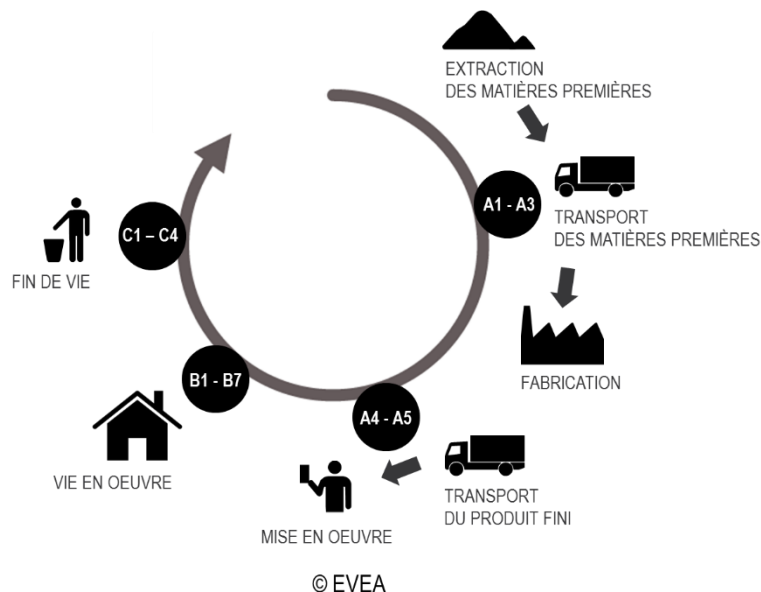 EXTRACTION
DES MATIÈRES PREMIÈRES
A1 - A3
TRANSPORT
DES MATIÈRES PREMIÈRES
FABRICATION
A4 - A5
TRANSPORT
DU PRODUIT FINI
MISE EN OEUVRE
B1 - B7
VIE EN OEUVRE
C1 – C4
FIN DE VIE
© EVEA